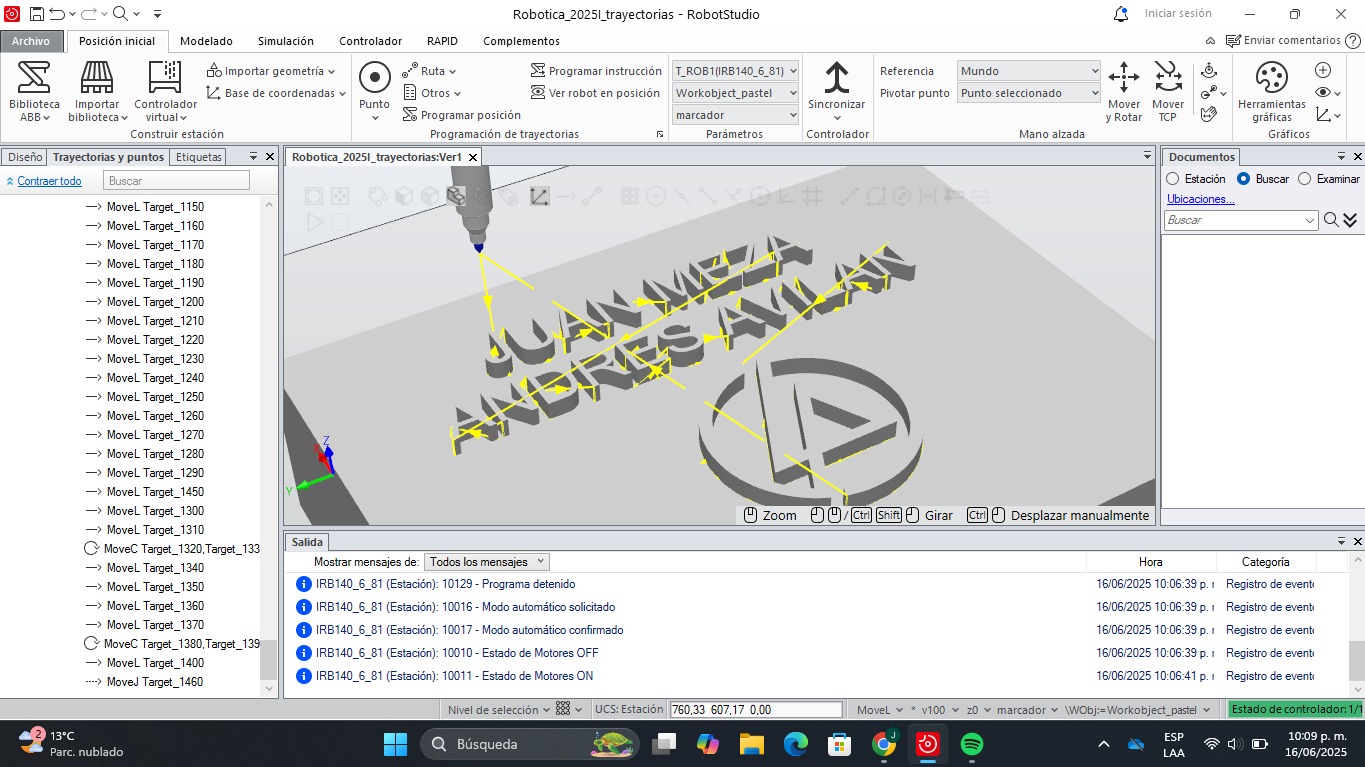 Robotica_2025I_trayectorias - RobotStudio
Iniciar sesión
Archivo Posición inicial Modelado Simulación Controlador RAPID Complementos
Enviar comentarios
Biblioteca ABB
Importar biblioteca
Controlador virtual
Importar geometría
Base de coordenadas
Construir estación
Punto
Ruta
Otros
Programar posición
Programar instrucción
Ver robot en posición
Programación de trayectorias
T_ROB1(IRB140_6_81)
Workobject_pastel
marcador
Parámetros
Sincronizar
Controlador
Referencia Mundo
Pivotar punto Punto seleccionado
Mover y Rotar
Mover TCP
Mano alzada
Herramientas gráficas
Gráficos
Diseño Trayectorias y puntos Etiquetas
Contraer todo Buscar
MoveL Target_1150
MoveL Target_1160
MoveL Target_1170
MoveL Target_1180
MoveL Target_1190
MoveL Target_1200
MoveL Target_1210
MoveL Target_1220
MoveL Target_1230
MoveL Target_1240
MoveL Target_1250
MoveL Target_1260
MoveL Target_1270
MoveL Target_1280
MoveL Target_1290
MoveL Target_1450
MoveL Target_1300
MoveL Target_1310
MoveC Target_1320,Target_133
MoveL Target_1340
MoveL Target_1350
MoveL Target_1360
MoveL Target_1370
MoveC Target_1380,Target_139
MoveL Target_1400
MoveJ Target_1460
Robotica_2025I_trayectorias:Ver1
JUAN MEZA
ANDRES AVILAN
Z
X
Y
Zoom / Ctrl Shift Girar Ctrl Desplazar manualmente
Documentos
Estación Buscar Examinar
Ubicaciones...
Buscar
Salida
Mostrar mensajes de: Todos los mensajes Hora Categoría
IRB140_6_81 (Estación): 10129 - Programa detenido 16/06/2025 10:06:39 p. Registro de event
IRB140_6_81 (Estación): 10016 - Modo automático solicitado 16/06/2025 10:06:39 p. Registro de event
IRB140_6_81 (Estación): 10017 - Modo automático confirmado 16/06/2025 10:06:39 p. Registro de event
IRB140_6_81 (Estación): 10010 - Estado de Motores OFF 16/06/2025 10:06:39 p. Registro de event
IRB140_6_81 (Estación): 10011 - Estado de Motores ON 16/06/2025 10:06:41 p. Registro de event
Nivel de selección UCS: Estación 760,33 607,17 0,00 MoveL * v100 z0 marcador \WObj:=Workobject_pastel Estado de controlador: 1/1
2
13°C
Parc. nublado
Búsqueda
J
ESP
LAA
10:09 p. m.
16/06/2025